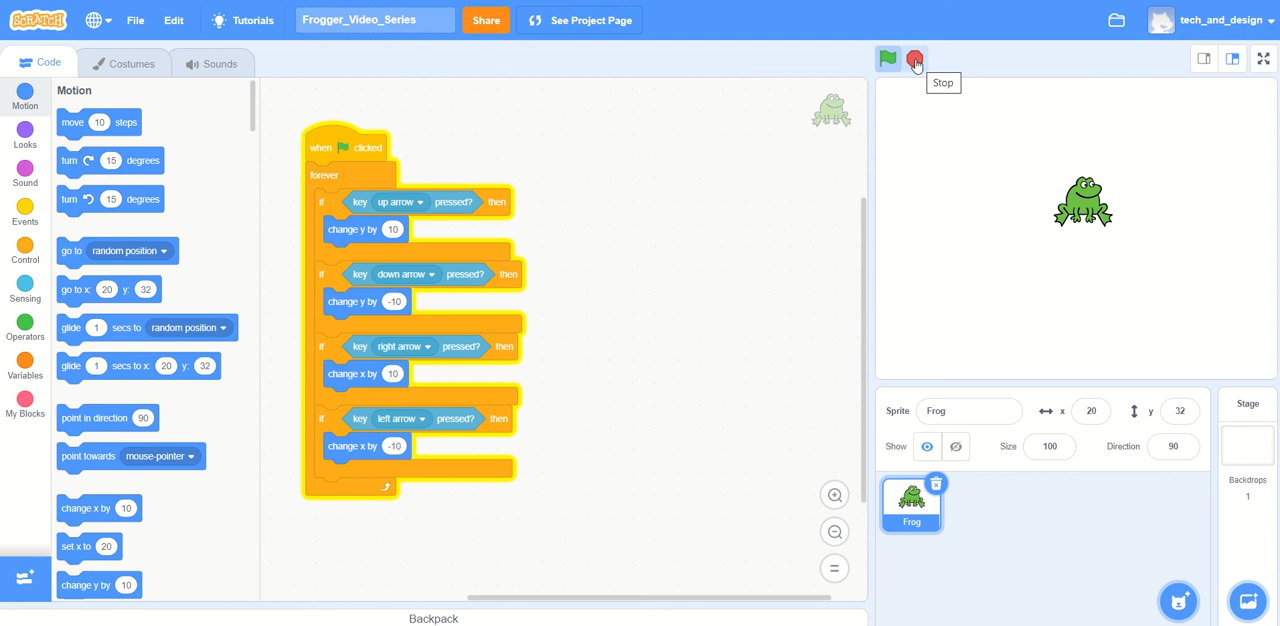 SCRATCH File Edit Tutorials Frogger_Video_Series Share See Project Page tech_and_design
Code Costumes Sounds
Stop
Motion
Looks
Sound
Events
Control
Sensing
Operators
Variables
My Blocks
Motion
move 10 steps
turn 15 degrees
turn 15 degrees
go to random position
go to x: 20 y: 32
glide 1 secs to random position
glide 1 secs to x: 20 y: 32
point in direction 90
point towards mouse-pointer
change x by 10
set x to 20
change y by 10
when clicked
forever
if key up arrow pressed? then
change y by 10
if key down arrow pressed? then
change y by -10
if key right arrow pressed? then
change x by 10
if key left arrow pressed? then
change x by -10
Backpack
Sprite Frog x 20 y 32
Show Size 100 Direction 90
Frog
Stage
Backdrops
1